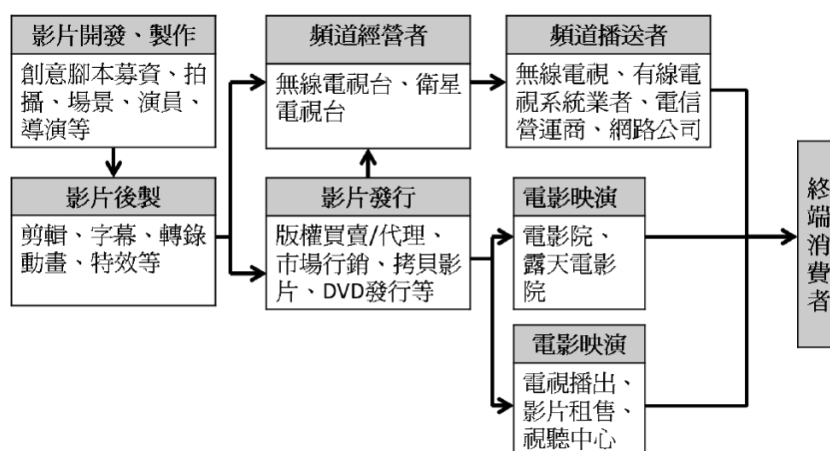 影片開發、製作
創意腳本募資、拍
攝、場景、演員、
導演等
頻道經營者
無線電視台、衛星
電視台
頻道播送者
無線電視、有線電
視系統業者、電信
營運商、網路公司
影片後製
剪輯、字幕、轉錄
動畫、特效等
影片發行
版權買賣/代理、
市場行銷、拷貝影
片、DVD發行等
電影映演
電影院、
露天電影
院
電影映演
電視播出、
影片租售、
視聽中心
終
端
消
費
者